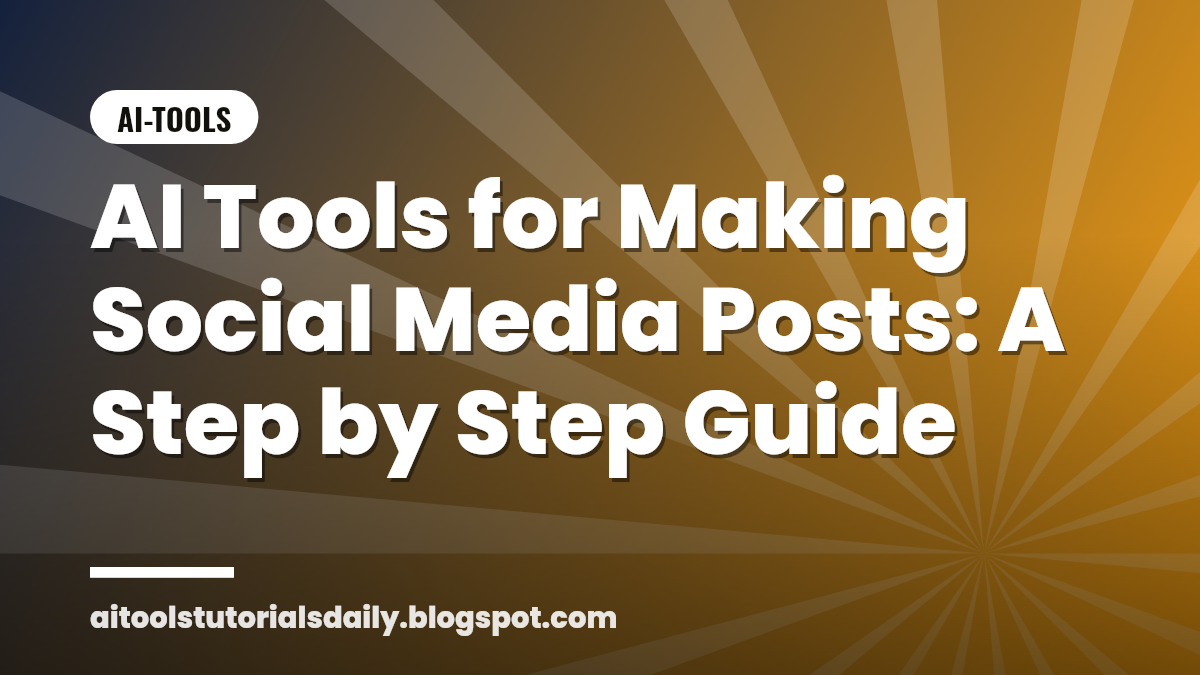 AI-TOOLS
AI Tools for Making
Social Media Posts: A
Step by Step Guide
aitoolstutorialsdaily.blogspot.com